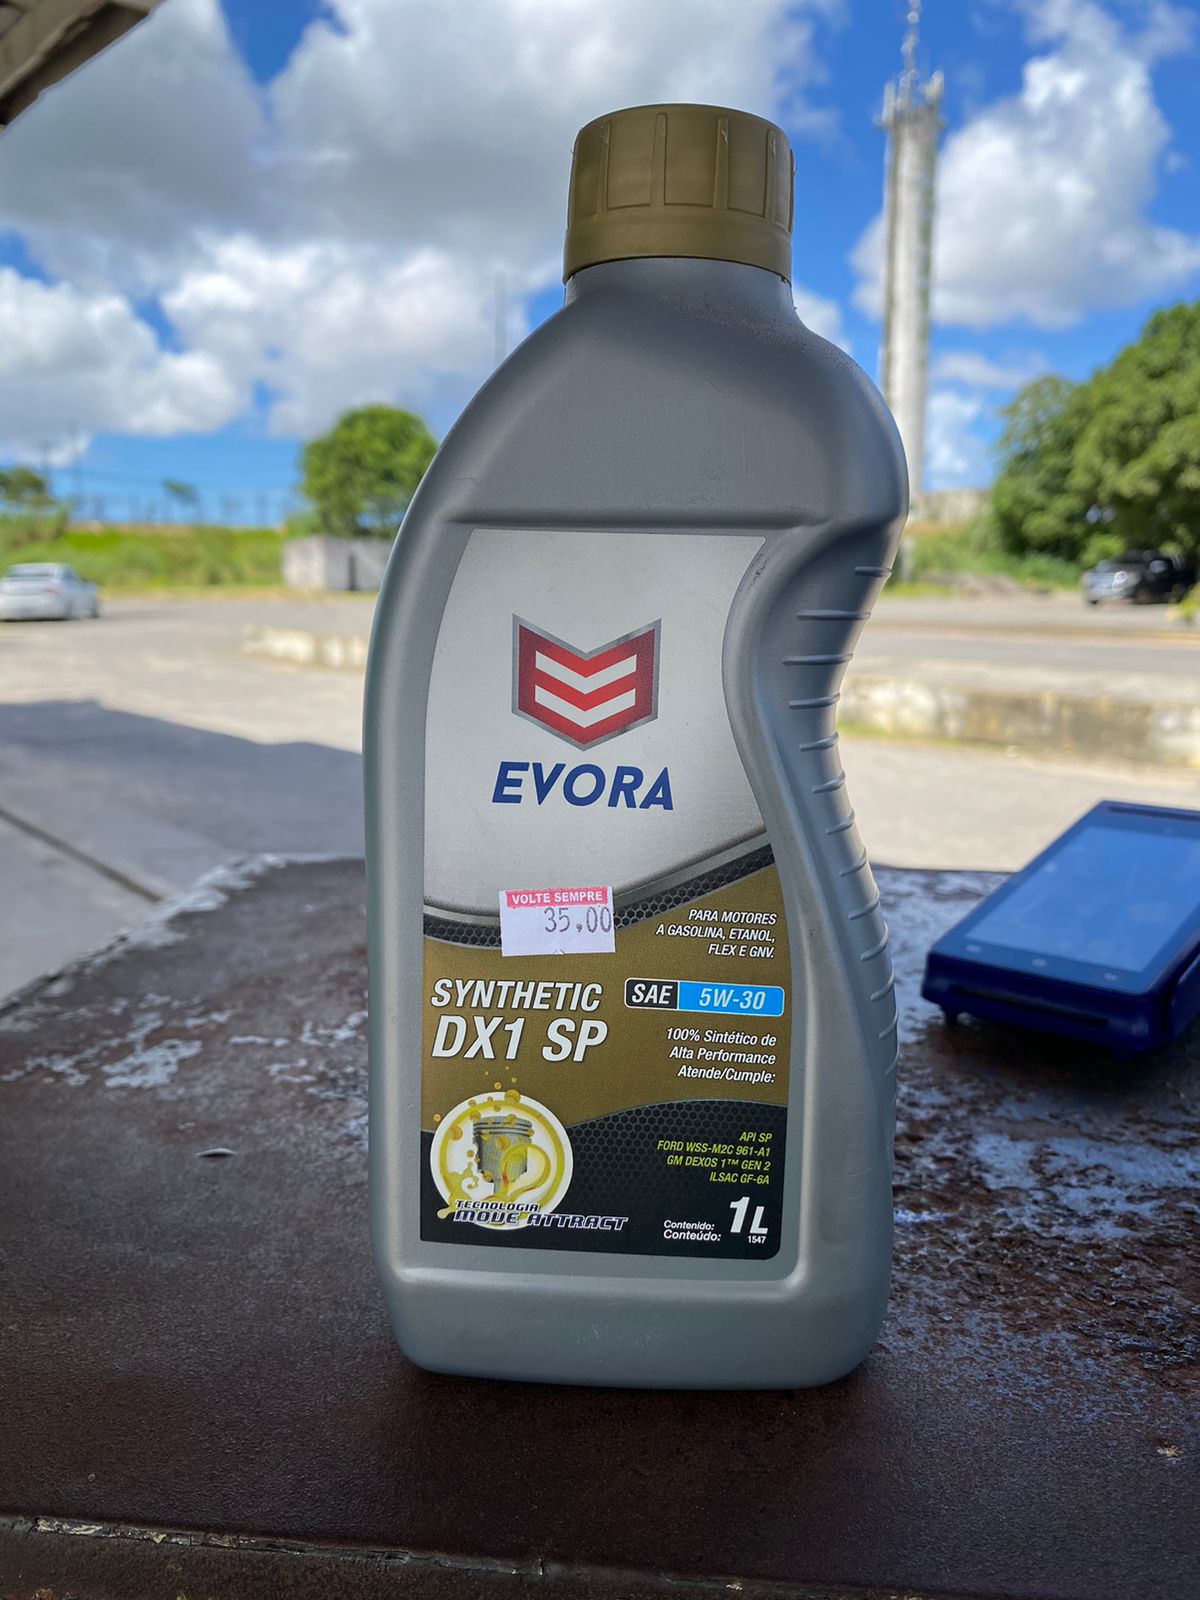 EVORA
VOLTE SEMPRE
35,00
PARA MOTORES
A GASOLINA, ETANOL,
FLEX E GNV.
SYNTHETIC
DX1 SP
SAE 5W-30
100% Sintético de
Alta Performance
Atende/Cumple:
API SP
FORD WSS-M2C 961-A1
GM DEXOS 1™ GEN 2
ILSAC GF-6A
TECNOLOGIA
MOVE ATTRACT
Contenido:
Conteúdo:
1L
1547